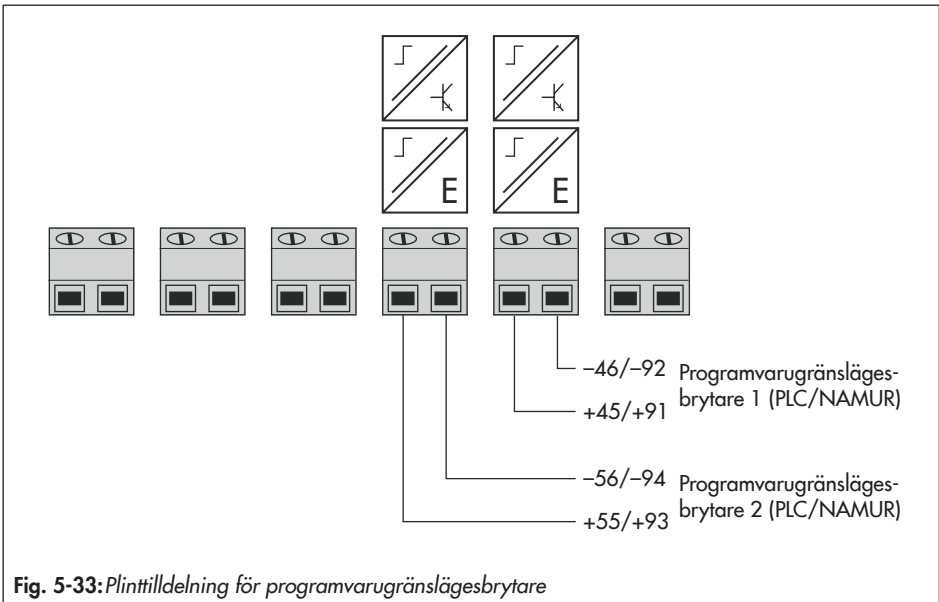 E E
–46/–92 Programvarugränsläges-
+45/+91 brytare 1 (PLC/NAMUR)
–56/–94 Programvarugränsläges-
+55/+93 brytare 2 (PLC/NAMUR)
Fig. 5-33: Plinttilldelning för programvarugränslägesbrytare